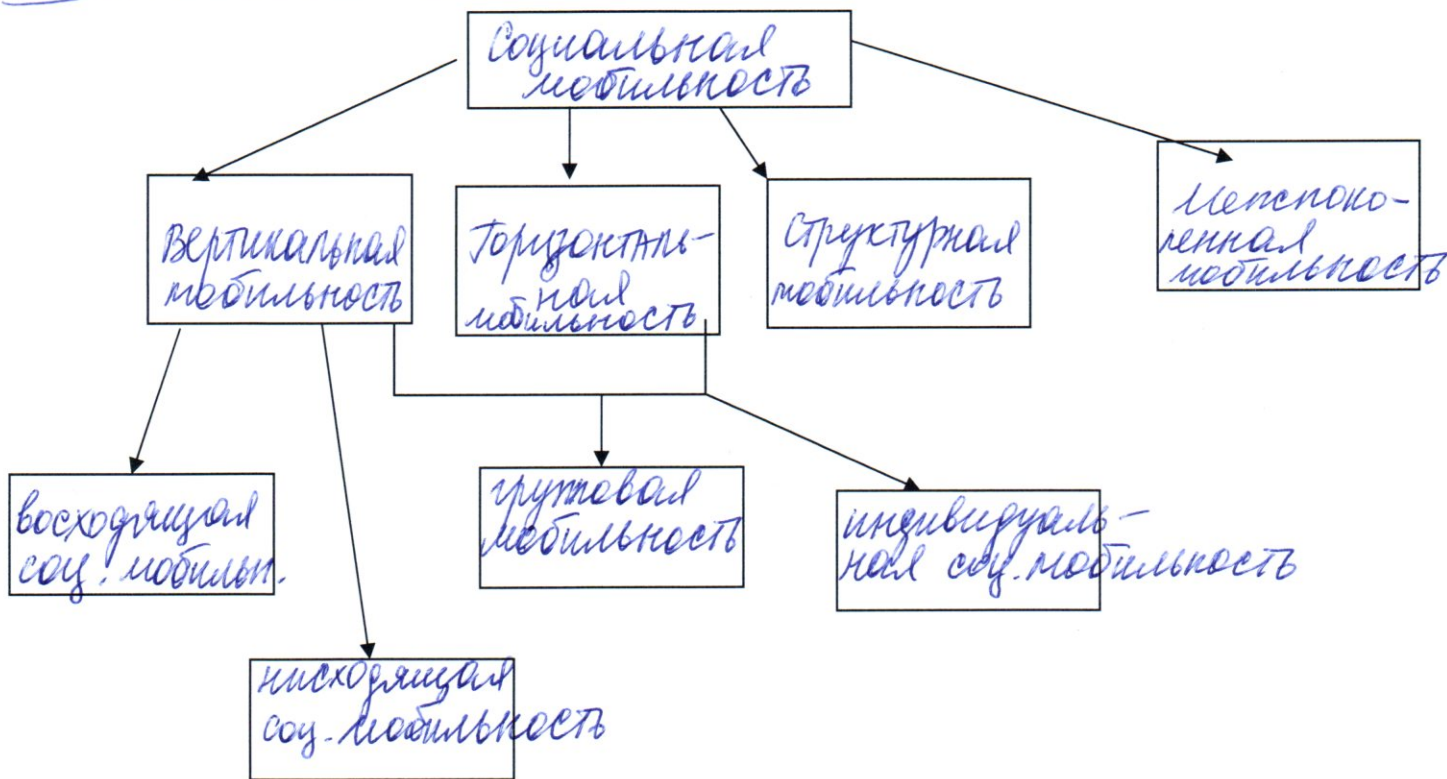 Социальная
мобильность
Вертикальная
мобильность
Горизонталь-
ная
мобильность
Структурная
мобильность
Межпоко-
ленная
мобильность
восходящая
соц. мобильн.
групповая
мобильность
индивидуаль-
ная соц. мобильность
нисходящая
соц. мобильность